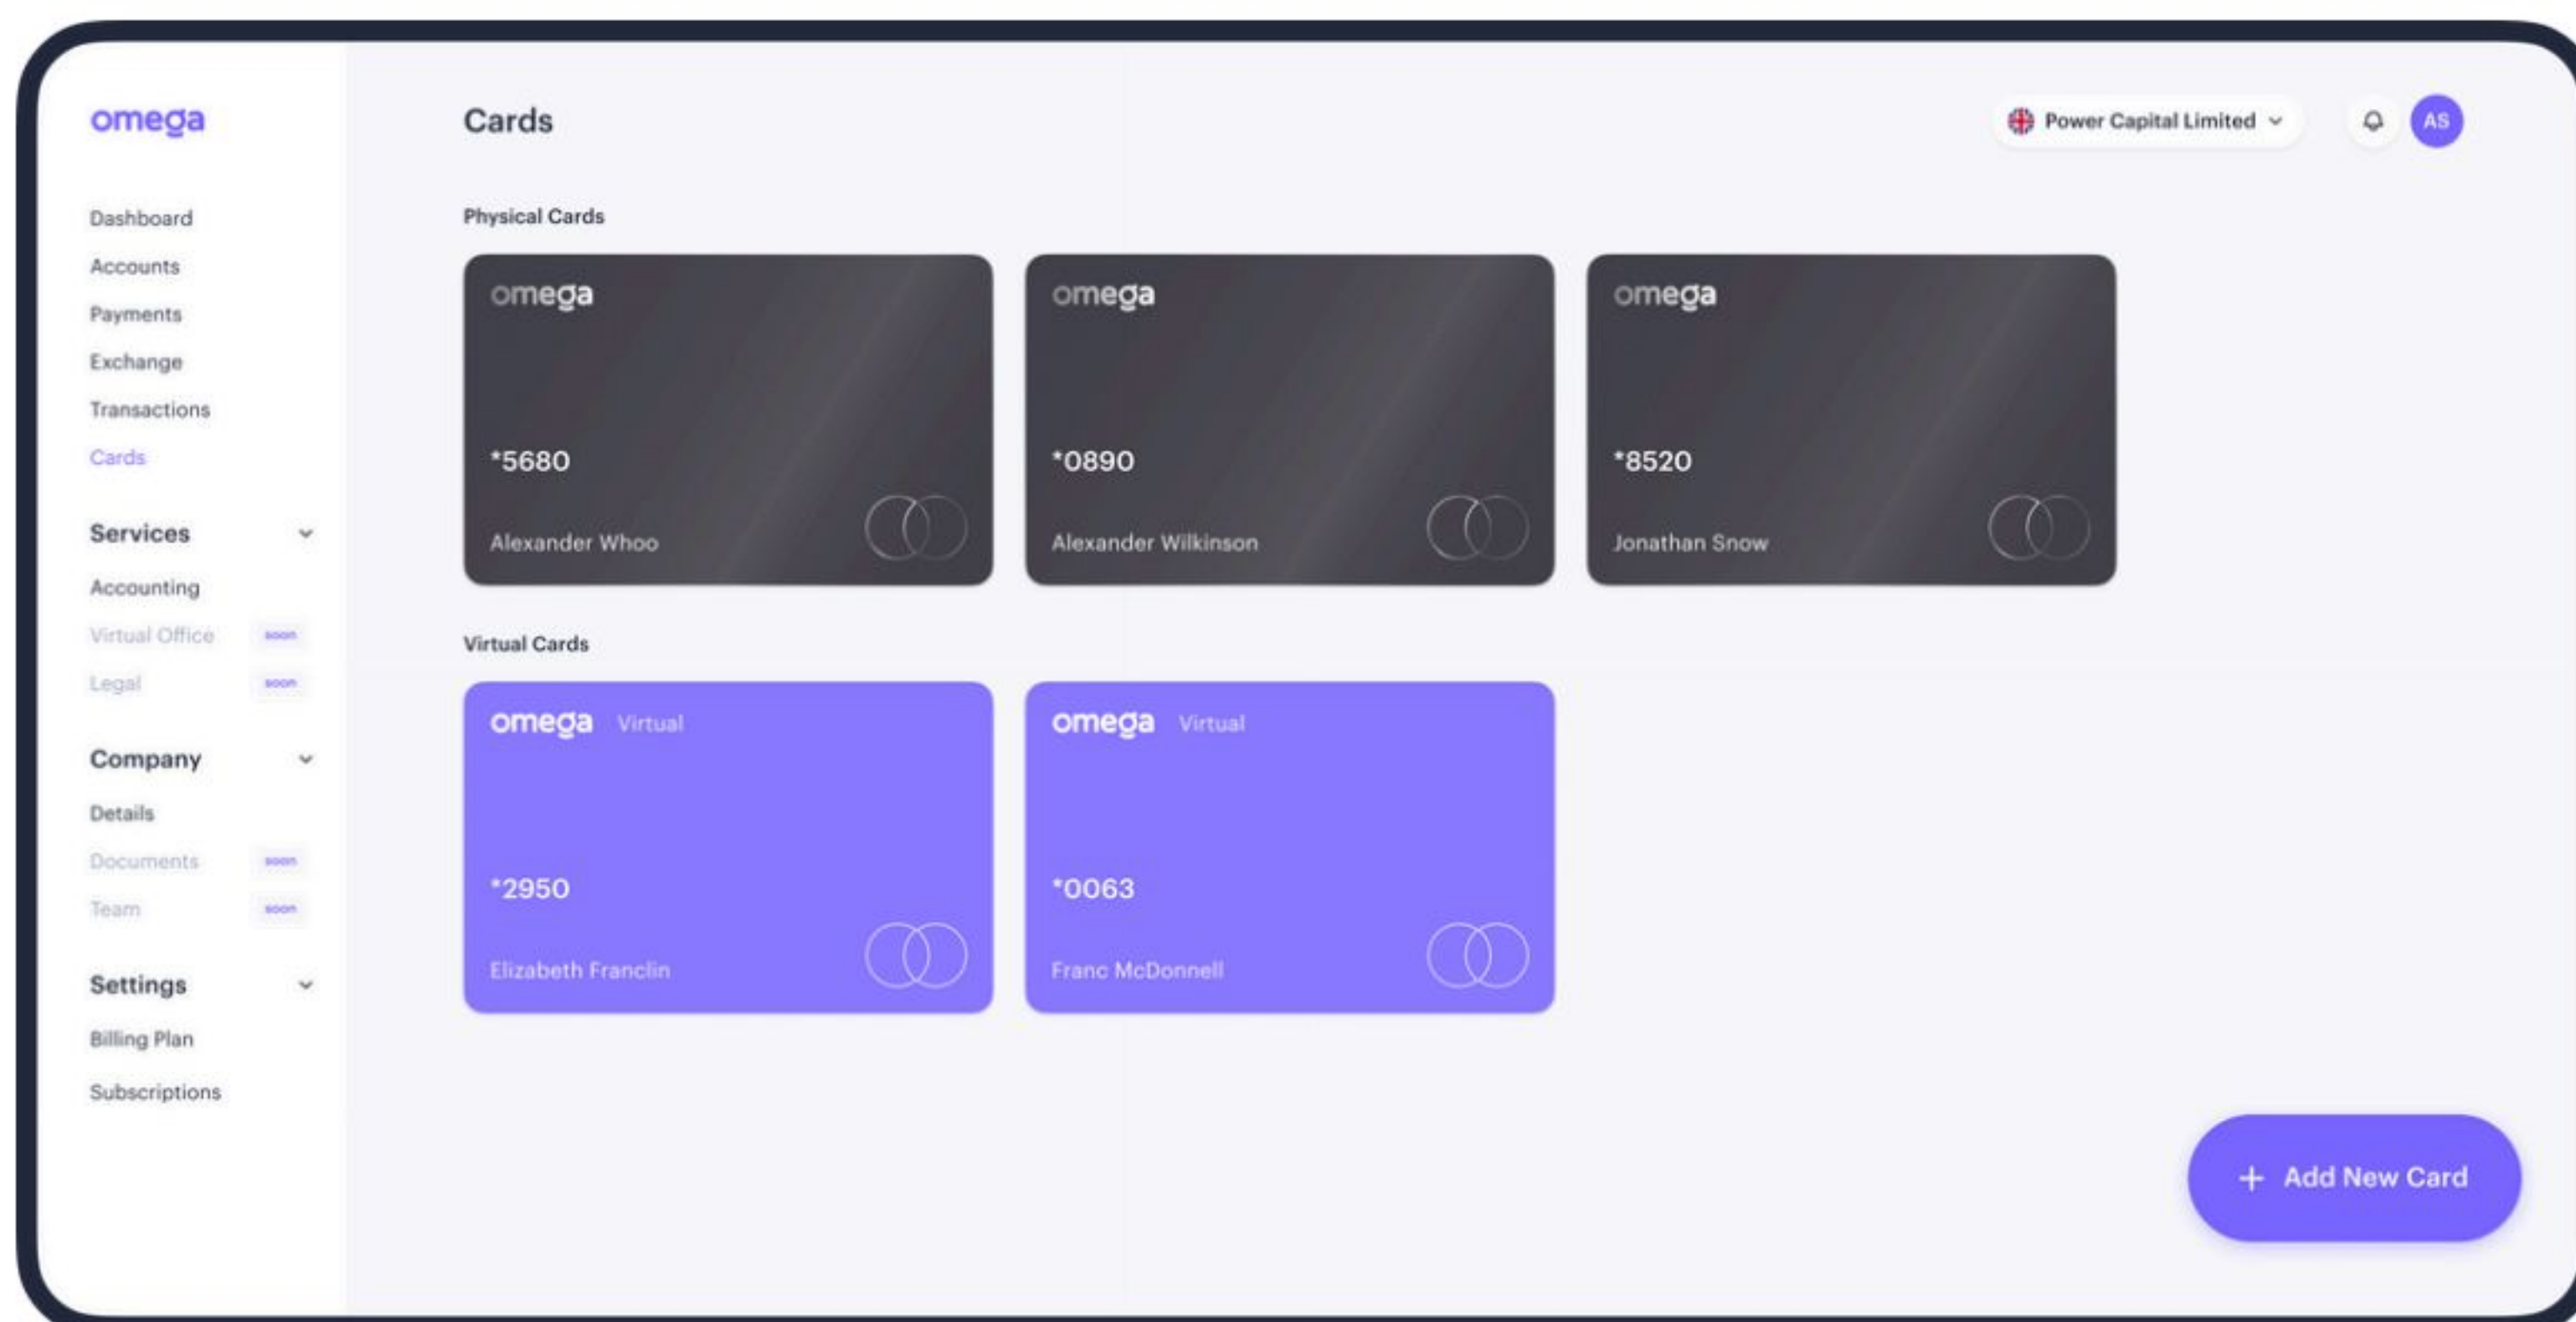 omega
Dashboard
Accounts
Payments
Exchange
Transactions
Cards
Services
Accounting
Virtual Office soon
Legal soon
Company
Details
Documents soon
Team soon
Settings
Billing Plan
Subscriptions
Cards
Power Capital Limited
AS
Physical Cards
omega
*5680
Alexander Whoo
omega
*0890
Alexander Wilkinson
omega
*8520
Jonathan Snow
Virtual Cards
omega Virtual
*2950
Elizabeth Franclin
omega Virtual
*0063
Franc McDonnell
+ Add New Card